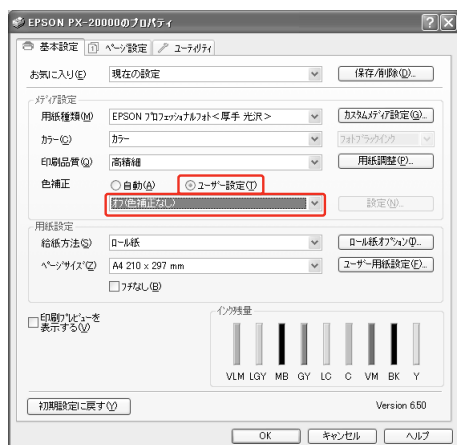 EPSON PX-20000のプロパティ
基本設定 ページ設定 ユーティリティ
お気に入り(E) 現在の設定 保存/削除(D)...
メディア設定
用紙種類(M) EPSON プロフェッショナルフォト<厚手 光沢> カスタムメディア設定(G)...
カラー(C) カラー フォトブラックインク
印刷品質(Q) 高精細 用紙調整(P)...
色補正 自動(A) ユーザー設定(T)
オフ(色補正なし) 設定(N)...
用紙設定
給紙方法(S) ロール紙 ロール紙オプション(I)...
ページサイズ(Z) A4 210 x 297 mm ユーザー用紙設定(F)...
フチなし(B)
印刷プレビューを
表示する(V)
インク残量
VLM LGY MB GY LC C VM BK Y
初期設定に戻す(Y) Version 6.50
OK キャンセル ヘルプ